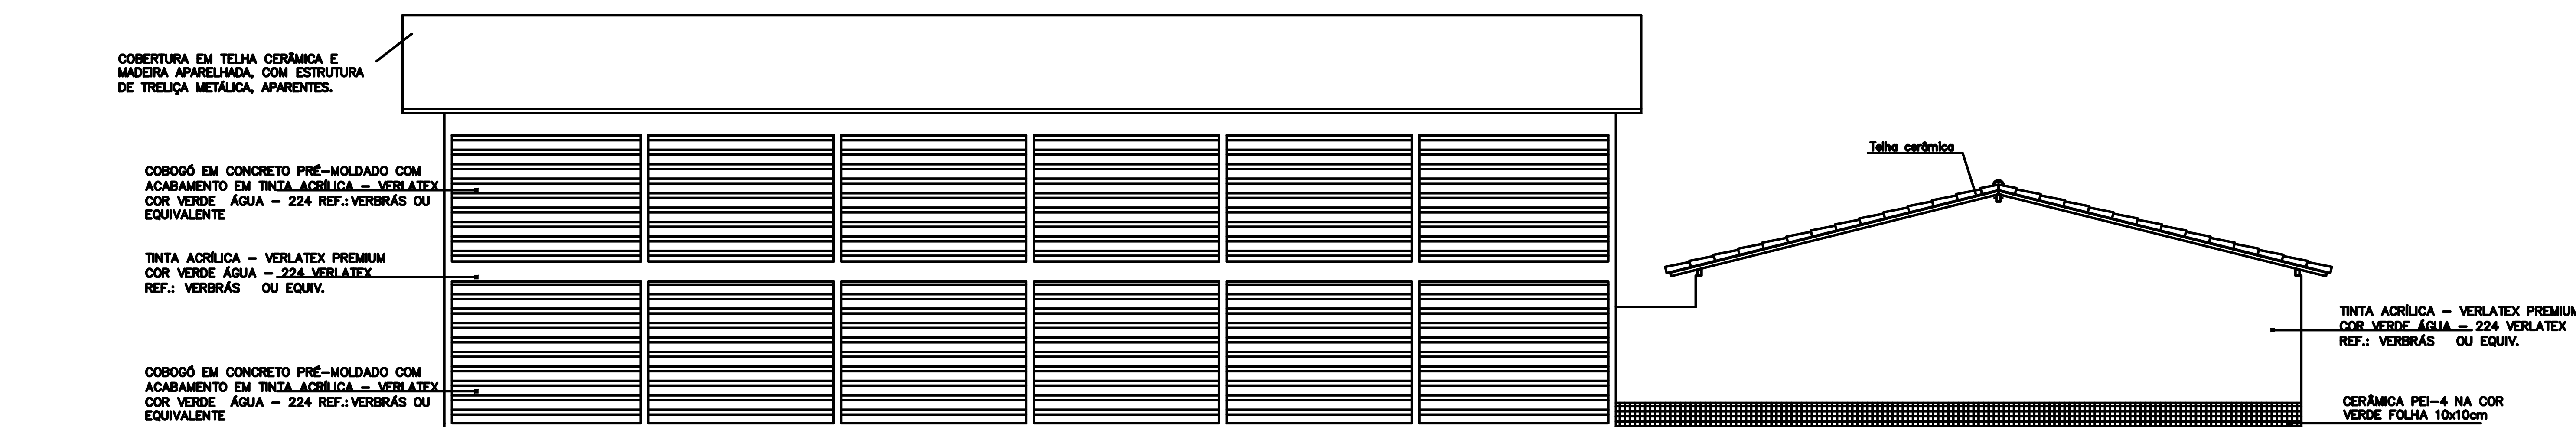 COBERTURA EM TELHA CERÂMICA E
MADEIRA APARELHADA, COM ESTRUTURA
DE TRELIÇA METÁLICA, APARENTES.
COBOGÓ EM CONCRETO PRÉ-MOLDADO COM
ACABAMENTO EM TINTA ACRÍLICA - VERLATEX
COR VERDE ÁGUA - 224 REF.: VERBRÁS OU
EQUIVALENTE
TINTA ACRÍLICA - VERLATEX PREMIUM
COR VERDE ÁGUA - 224 VERLATEX
REF.: VERBRÁS OU EQUIV.
COBOGÓ EM CONCRETO PRÉ-MOLDADO COM
ACABAMENTO EM TINTA ACRÍLICA - VERLATEX
COR VERDE ÁGUA - 224 REF.: VERBRÁS OU
EQUIVALENTE
Telha cerâmica
TINTA ACRÍLICA - VERLATEX PREMIUM
COR VERDE ÁGUA - 224 VERLATEX
REF.: VERBRÁS OU EQUIV.
CERÂMICA PEI-4 NA COR
VERDE FOLHA 10x10cm